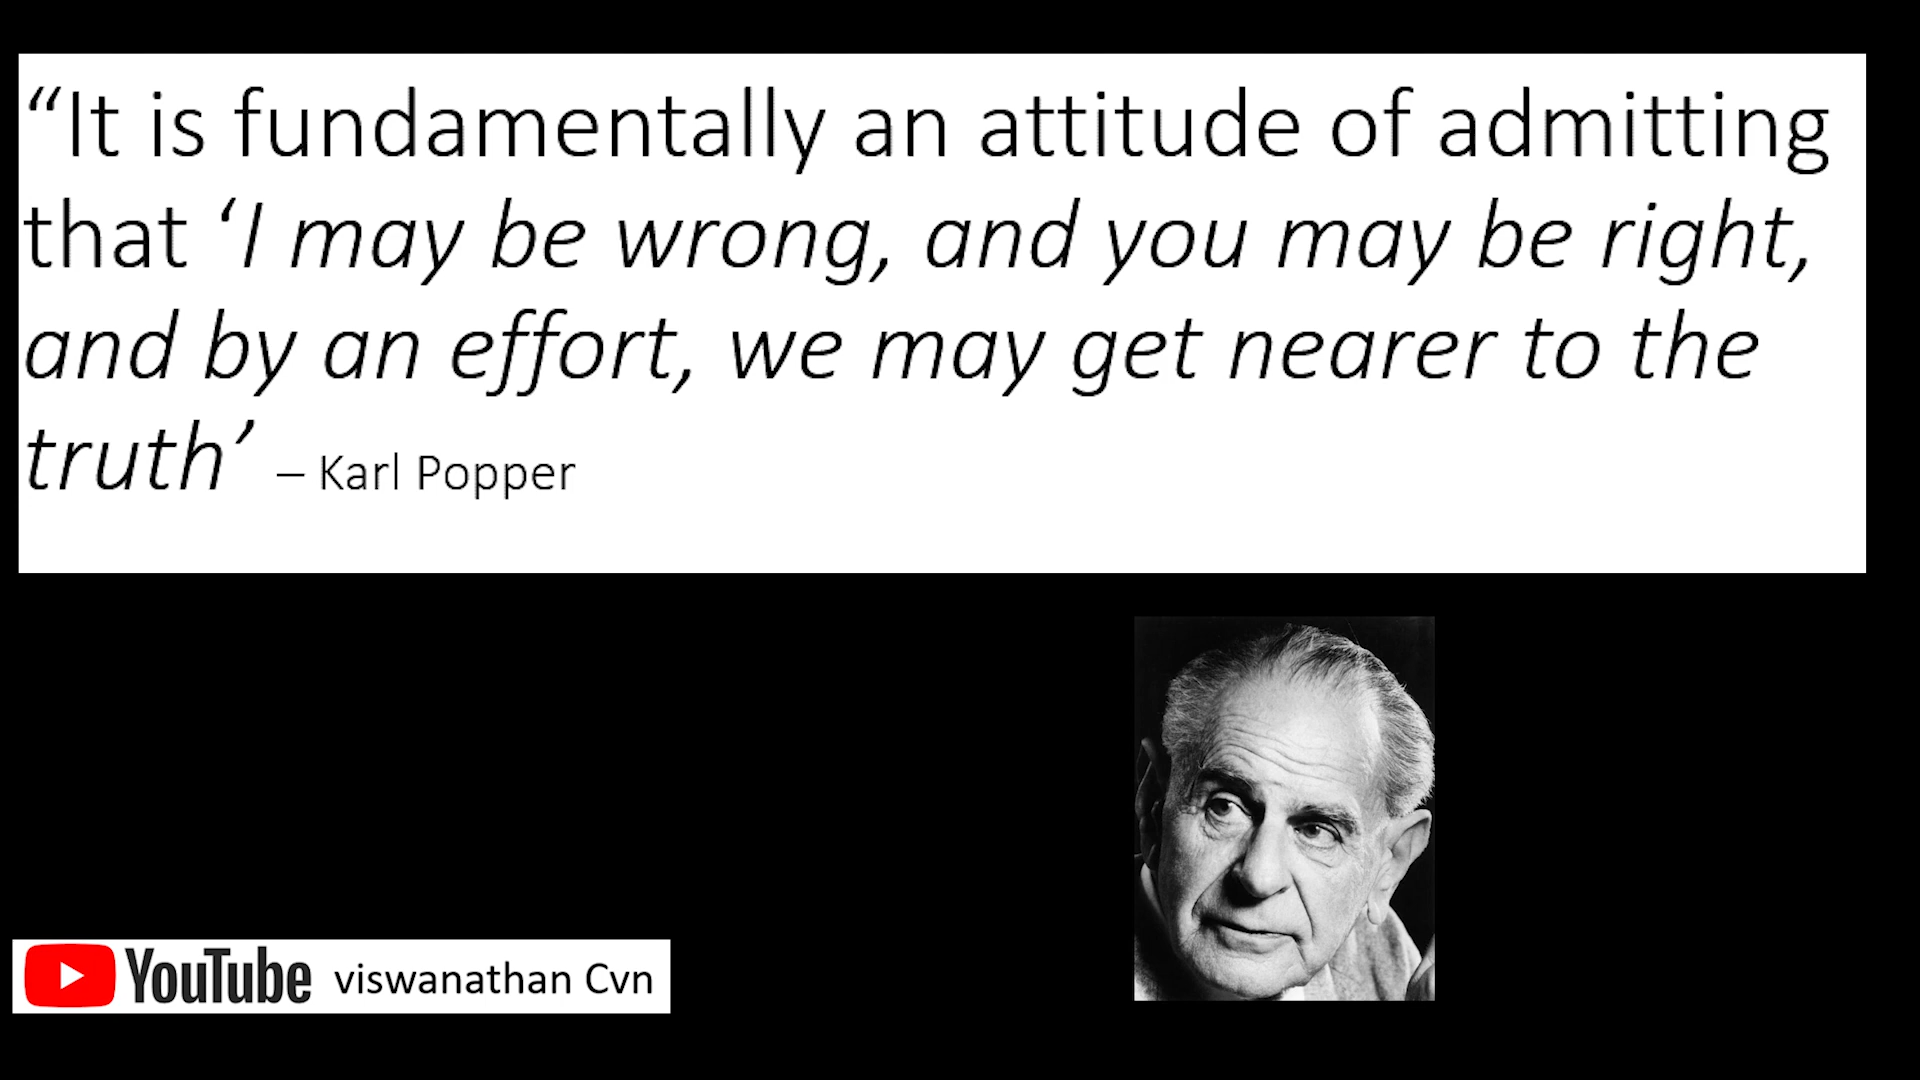 “It is fundamentally an attitude of admitting
that ‘I may be wrong, and you may be right,
and by an effort, we may get nearer to the
truth’ – Karl Popper
YouTube viswanathan Cvn